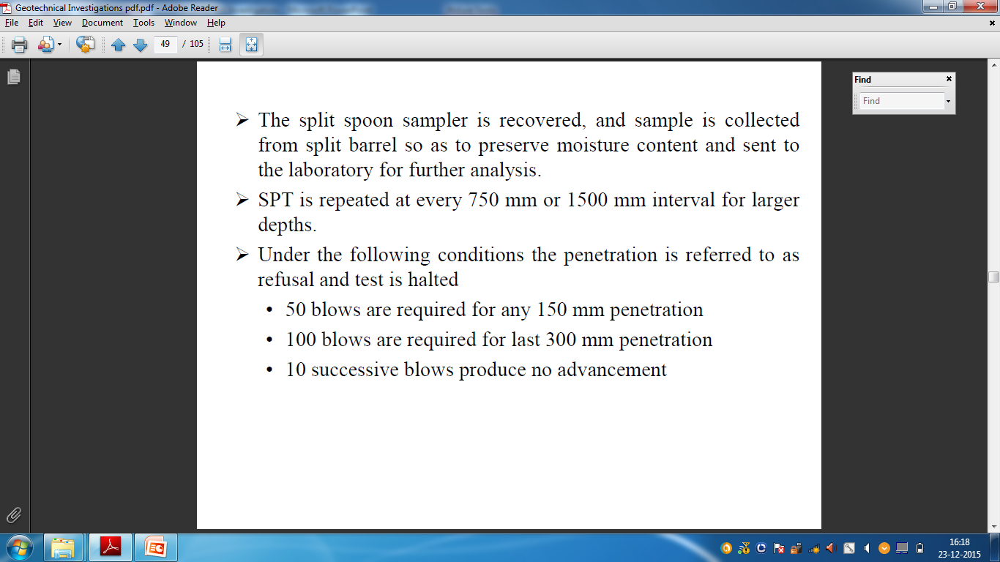 Geotechnical Investigations pdf.pdf - Adobe Reader
File Edit View Document Tools Window Help
49 / 105
Find
Find
➢ The split spoon sampler is recovered, and sample is collected
from split barrel so as to preserve moisture content and sent to
the laboratory for further analysis.
➢ SPT is repeated at every 750 mm or 1500 mm interval for larger
depths.
➢ Under the following conditions the penetration is referred to as
refusal and test is halted
• 50 blows are required for any 150 mm penetration
• 100 blows are required for last 300 mm penetration
• 10 successive blows produce no advancement
16:18
23-12-2015